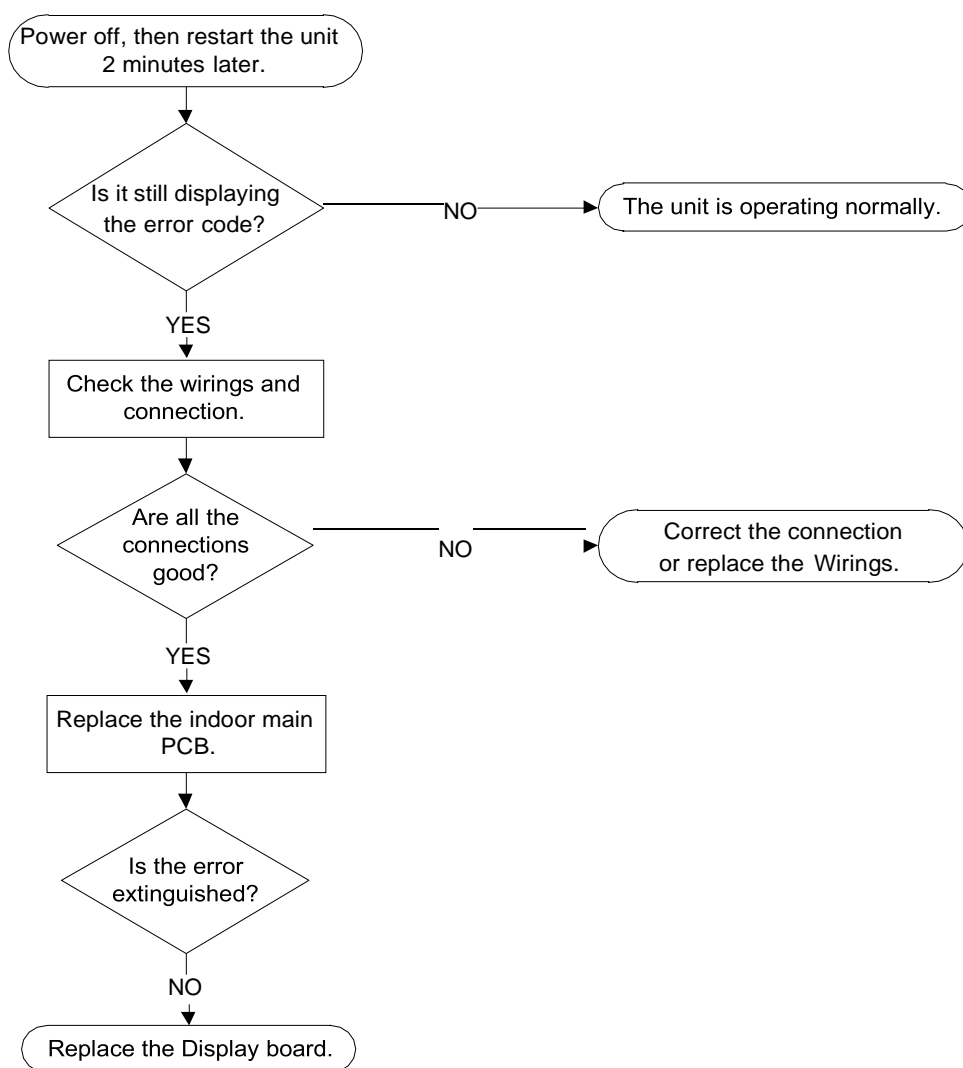 Power off, then restart the unit
2 minutes later.
Is it still displaying
the error code?
NO
The unit is operating normally.
YES
Check the wirings and
connection.
Are all the
connections
good?
NO
Correct the connection
or replace the Wirings.
YES
Replace the indoor main
PCB.
Is the error
extinguished?
NO
Replace the Display board.